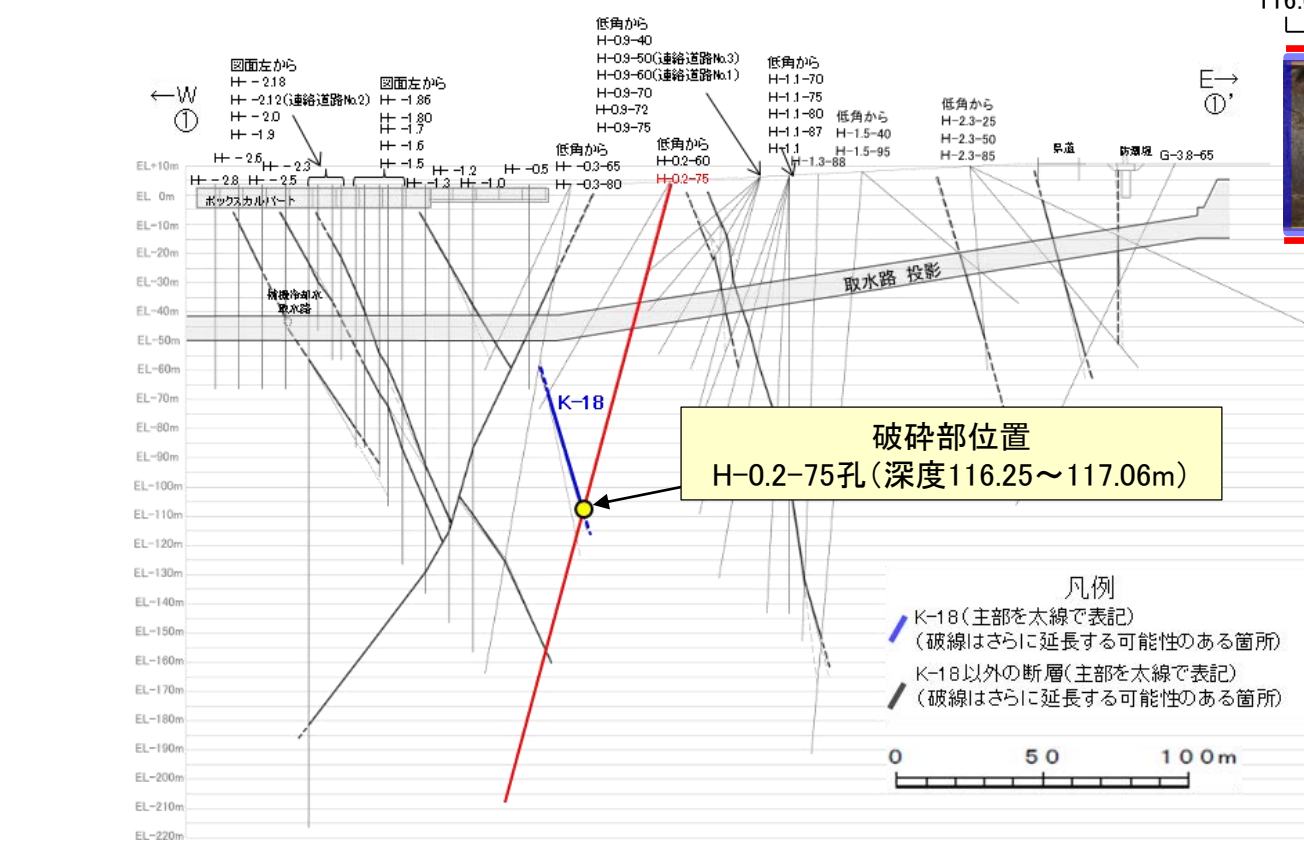 116.
低角から
H-0.9-40
H-0.9-50(連絡道路No.3)
H-0.9-60(連絡道路No.1)
H-0.9-70
H-0.9-72
H-0.9-75
図面左から
H- -2.18
H- -2.12(連絡道路No.2)
H- -2.0
H- -1.9
図面左から
H- -1.86
H- -1.80
H- -1.7
H- -1.6
H- -1.5
低角から
H-1.1-70
H-1.1-75
H-1.1-80
H-1.1-87
H-1.1
低角から
H-1.5-40
H-1.5-95
低角から
H-2.3-25
H-2.3-50
H-2.3-85
←W
①
E→
①’
低角から
H- -0.3-65
H- -0.3-80
低角から
H-0.2-60
H-0.2-75
H-1.3-88
県道
防潮堤
G-3.8-65
H- -2.6
H- -2.3
H- -2.8
H- -2.5
H- -1.3
H- -1.2
H- -1.0
H- -0.5
ボックスカルバート
補機冷却水
取水路
取水路 投影
EL+10m
EL 0m
EL-10m
EL-20m
EL-30m
EL-40m
EL-50m
EL-60m
EL-70m
EL-80m
EL-90m
EL-100m
EL-110m
EL-120m
EL-130m
EL-140m
EL-150m
EL-160m
EL-170m
EL-180m
EL-190m
EL-200m
EL-210m
EL-220m
K-18
破砕部位置
H-0.2-75孔(深度116.25～117.06m)
凡例
K-18(主部を太線で表記)
(破線はさらに延長する可能性のある箇所)
K-18以外の断層(主部を太線で表記)
(破線はさらに延長する可能性のある箇所)
0 50 100m